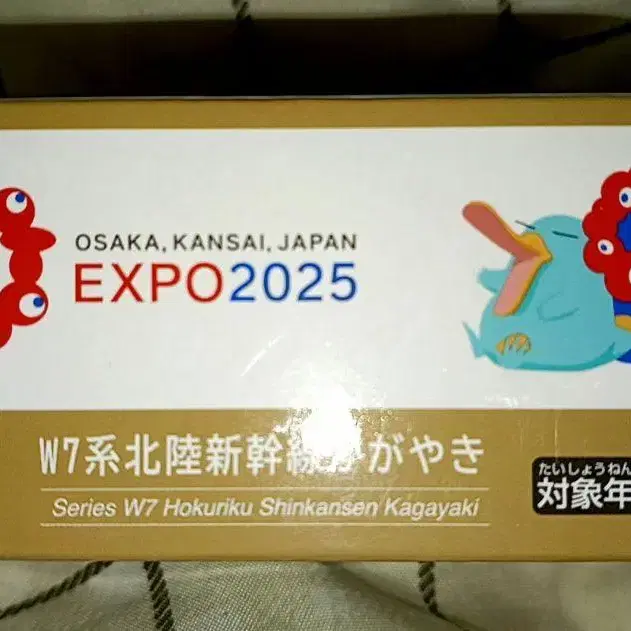 OSAKA, KANSAI, JAPAN
EXPO2025
W7系北陸新幹線かがやき
Series W7 Hokuriku Shinkansen Kagayaki
たいしょうねん
対象年